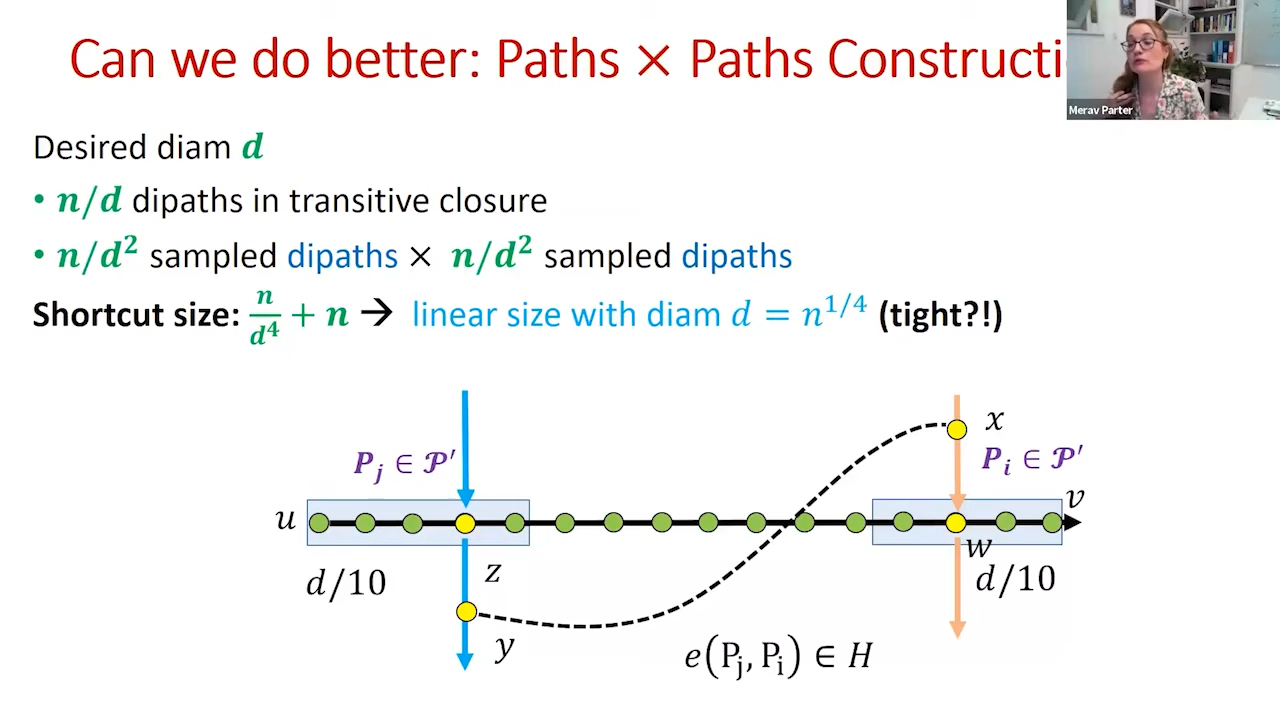 Can we do better: Paths × Paths Constructi
Merav Parter
Desired diam d
• n/d dipaths in transitive closure
• n/d² sampled dipaths × n/d² sampled dipaths
Shortcut size: n/d⁴ + n → linear size with diam d = n^{1/4} (tight?!)
x
P_j ∈ 𝒫′
P_i ∈ 𝒫′
u
v
w
z
d/10
d/10
y
e(P_j, P_i) ∈ H